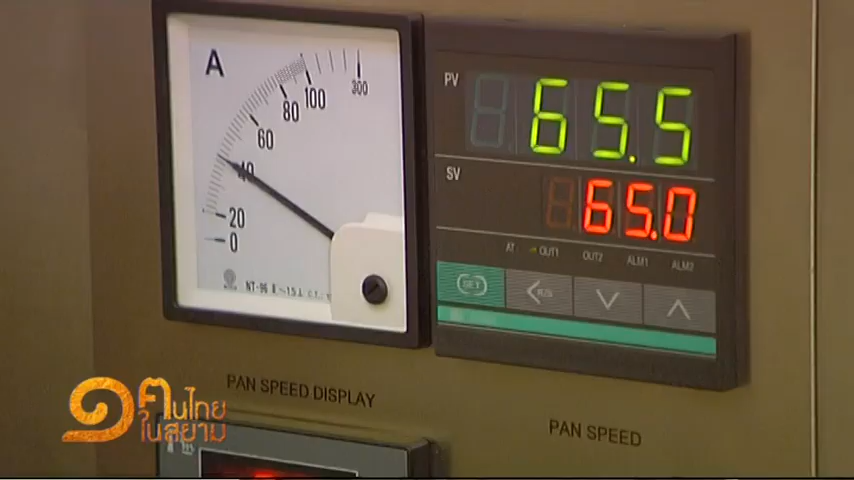 A
0
20
40
60
80
100
300
NT-96
PV
65.5
SV
65.0
AT
OUT1
OUT2
ALM1
ALM2
SET
PAN SPEED DISPLAY
PAN SPEED
๑ คนไทย
ในสยาม